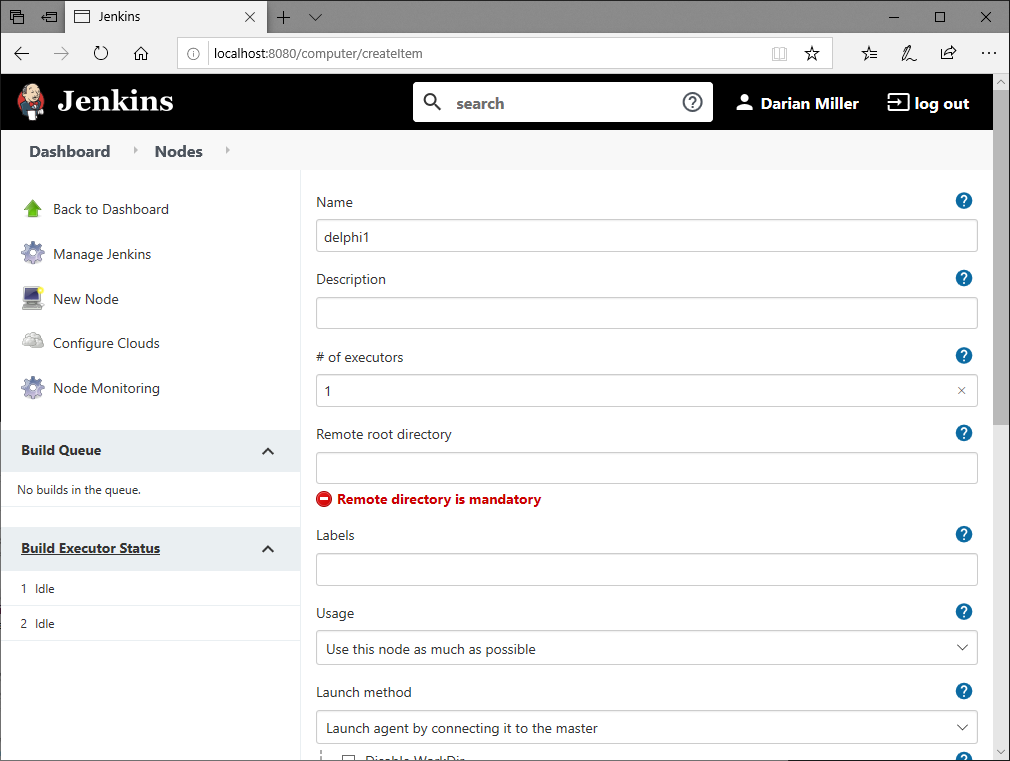 Jenkins
localhost:8080/computer/createItem
Jenkins
search
Darian Miller
log out
Dashboard
Nodes
Back to Dashboard
Manage Jenkins
New Node
Configure Clouds
Node Monitoring
Build Queue
No builds in the queue.
Build Executor Status
1 Idle
2 Idle
Name
delphi1
Description
# of executors
1
Remote root directory
Remote directory is mandatory
Labels
Usage
Use this node as much as possible
Launch method
Launch agent by connecting it to the master
Disable WorkDir